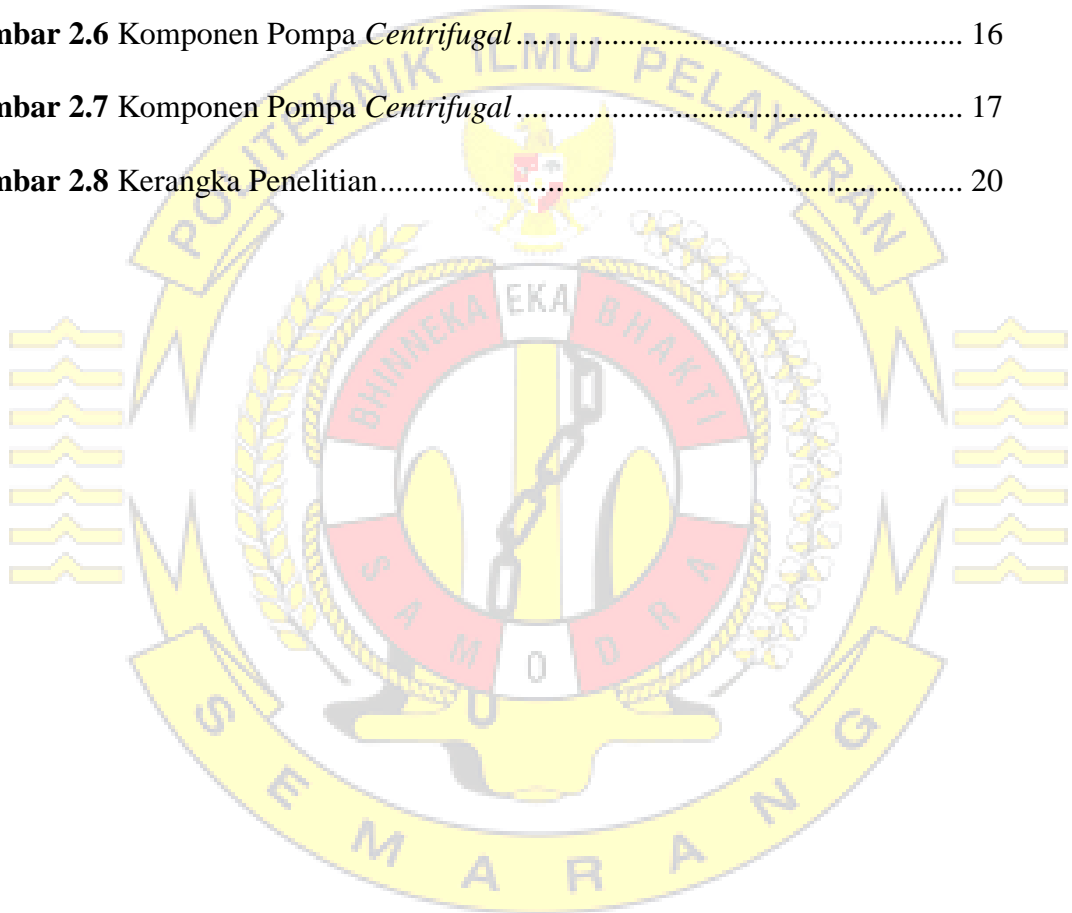 mbar 2.6 Komponen Pompa Centrifugal ........................................................ 16
mbar 2.7 Komponen Pompa Centrifugal ........................................................ 17
mbar 2.8 Kerangka Penelitian......................................................................... 20
POLITEKNIK ILMU PELAYARAN
BHINNEKA EKA BHAKTI
SAMODRA
SEMARANG